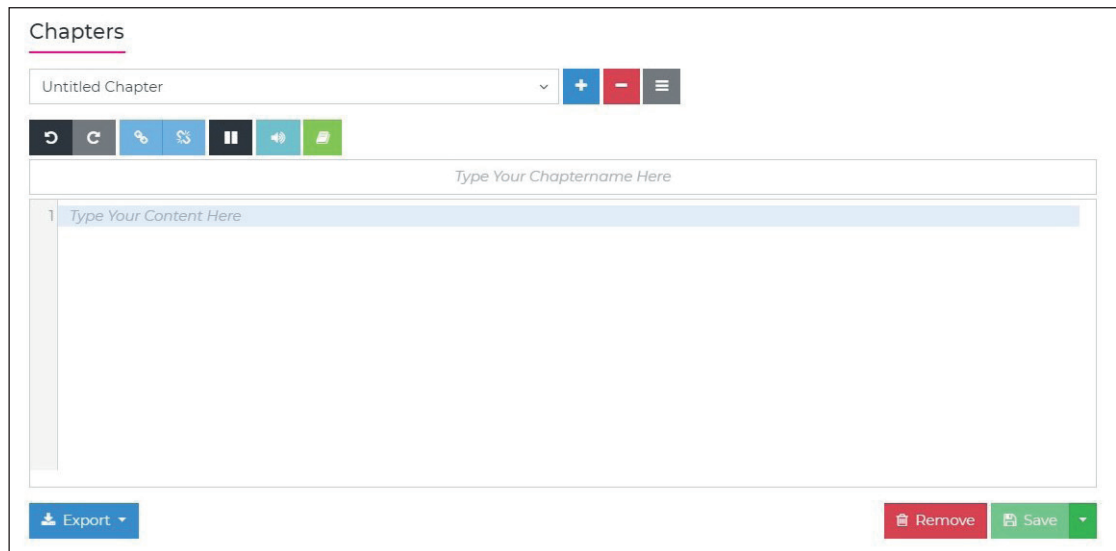 Chapters
Untitled Chapter
Type Your Chaptername Here
1 Type Your Content Here
Export
Remove Save